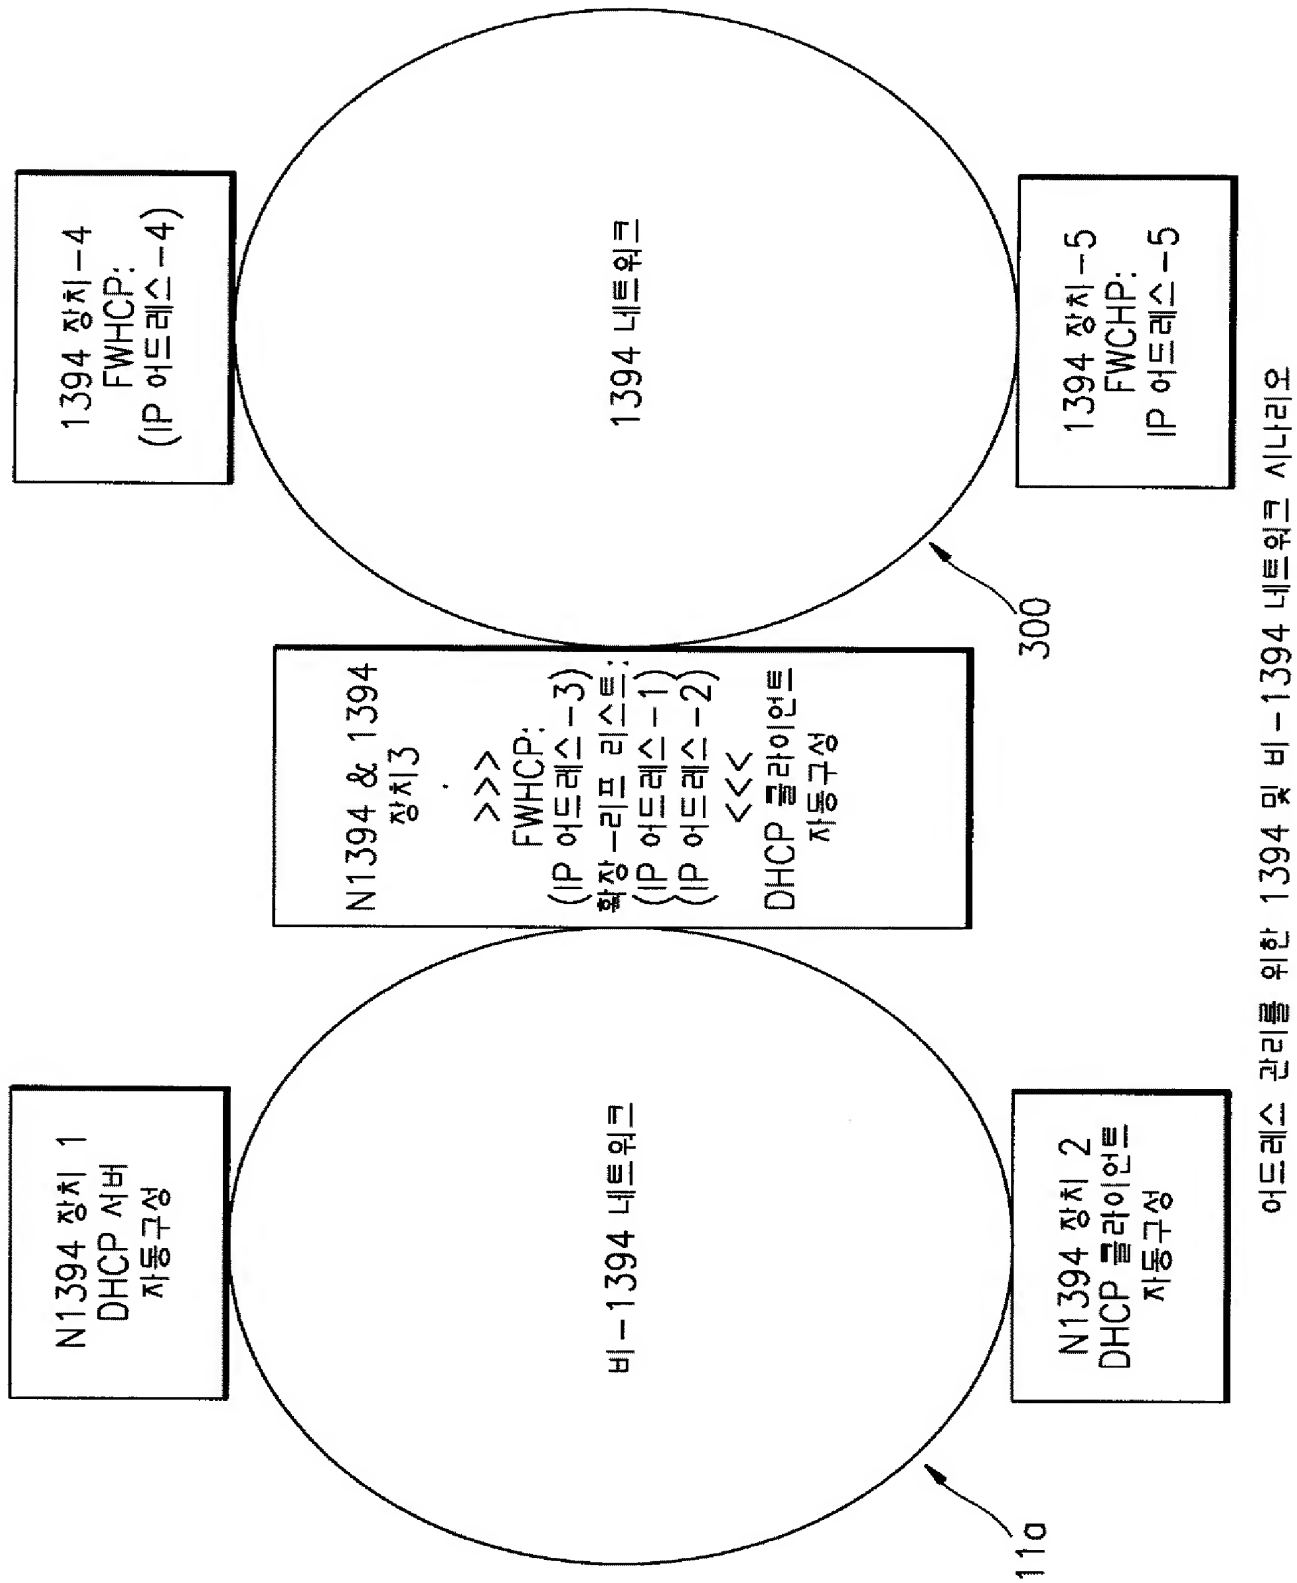 N1394 장치 1
DHCP 서버
자동구성
비-1394 네트워크
N1394 장치 2
DHCP 클라이언트
자동구성
11a
N1394 & 1394
장치3
>>>
FWHCP:
(IP 어드레스-3)
확장-리프 리스트:
(IP 어드레스-1)
(IP 어드레스-2)
<<<
DHCP 클라이언트
자동구성
1394 장치-4
FWHCP:
(IP 어드레스-4)
1394 네트워크
1394 장치-5
FWCHP:
IP 어드레스-5
300
어드레스 관리를 위한 1394 및 비-1394 네트워크 시나리오